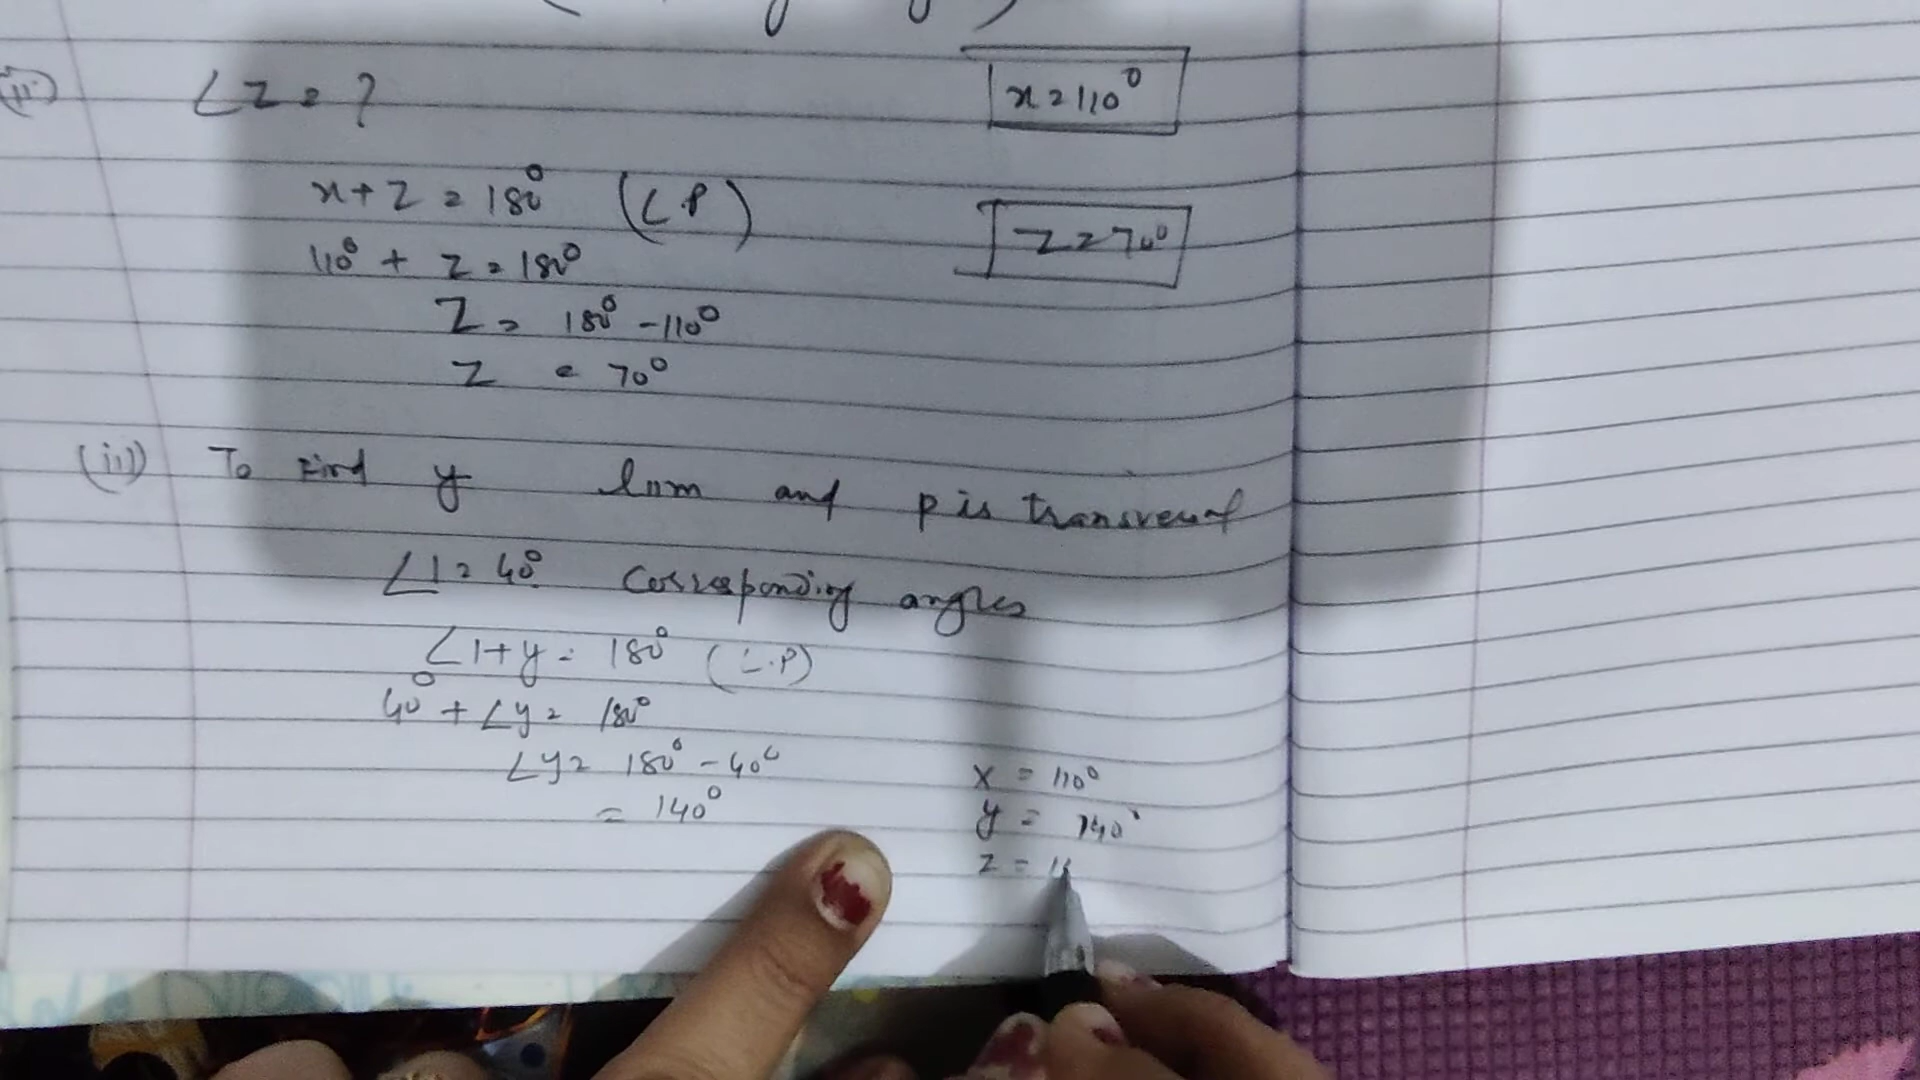 (ii) ∠z = ?
x = 110°
x + z = 180° (L.P)
z = 70°
110° + z = 180°
z = 180° - 110°
z = 70°
(iii) To Find y l॥m and p is transversal
∠1 = 40° Corresponding angles
∠1 + y = 180° (L.P)
40° + ∠y = 180°
∠y = 180° - 40°
= 140°
x = 110°
y = 140°
z =